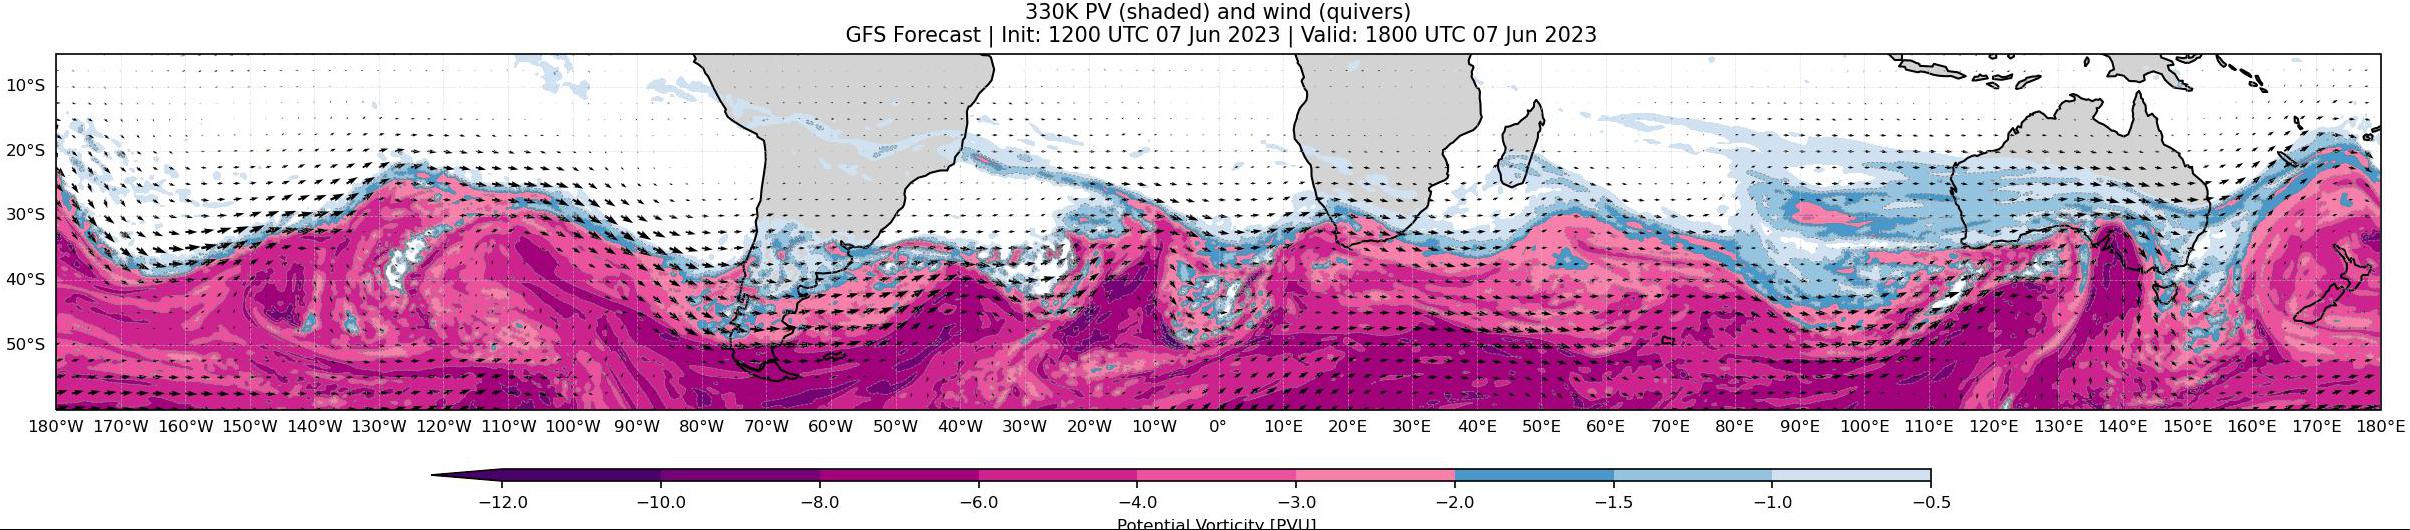 330K PV (shaded) and wind (quivers)
GFS Forecast | Init: 1200 UTC 07 Jun 2023 | Valid: 1800 UTC 07 Jun 2023
10°S
20°S
30°S
40°S
50°S
180°W 170°W 160°W 150°W 140°W 130°W 120°W 110°W 100°W 90°W 80°W 70°W 60°W 50°W 40°W 30°W 20°W 10°W 0° 10°E 20°E 30°E 40°E 50°E 60°E 70°E 80°E 90°E 100°E 110°E 120°E 130°E 140°E 150°E 160°E 170°E 180°E
−12.0 −10.0 −8.0 −6.0 −4.0 −3.0 −2.0 −1.5 −1.0 −0.5
Potential Vorticity [PVU]